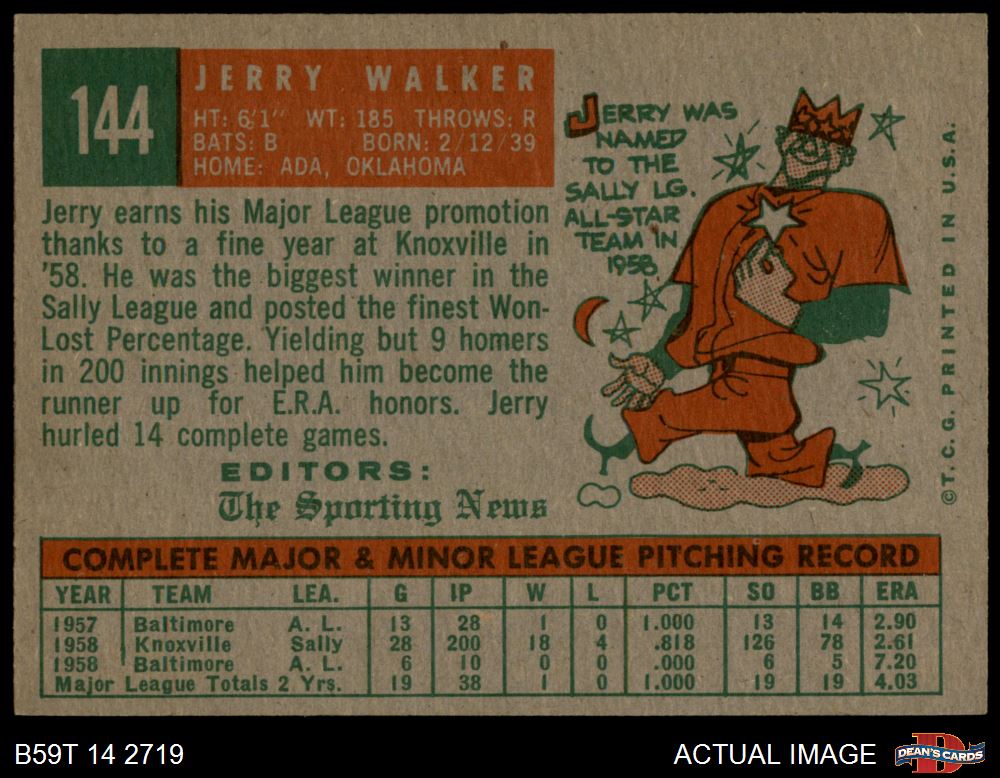 144
JERRY WALKER
HT: 6'1" WT: 185 THROWS: R
BATS: B BORN: 2/12/39
HOME: ADA, OKLAHOMA
Jerry earns his Major League promotion
thanks to a fine year at Knoxville in
'58. He was the biggest winner in the
Sally League and posted the finest Won-
Lost Percentage. Yielding but 9 homers
in 200 innings helped him become the
runner up for E.R.A. honors. Jerry
hurled 14 complete games.
EDITORS:
The Sporting News
JERRY WAS
NAMED
TO THE
SALLY LG.
ALL-STAR
TEAM IN
1958.
©T.C.G. PRINTED IN U.S.A.
COMPLETE MAJOR & MINOR LEAGUE PITCHING RECORD
YEAR TEAM LEA. G IP W L PCT SO BB ERA
1957 Baltimore A. L. 13 28 1 0 1.000 13 14 2.90
1958 Knoxville Sally 28 200 18 4 .818 126 78 2.61
1958 Baltimore A. L. 6 10 0 0 .000 6 5 7.20
Major League Totals 2 Yrs. 19 38 1 0 1.000 19 19 4.03
B59T 14 2719
ACTUAL IMAGE
DEAN'S CARDS